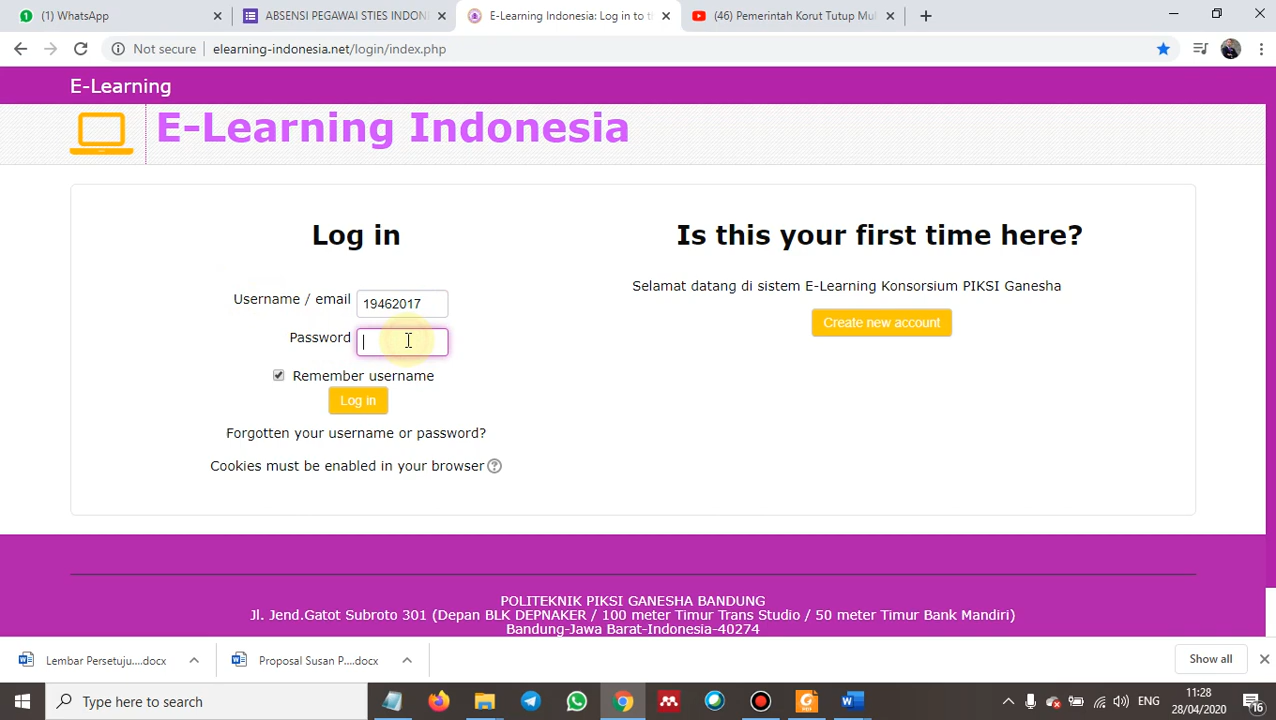 (1) WhatsApp
ABSENSI PEGAWAI STIES INDON
E-Learning Indonesia: Log in to t
(46) Pemerintah Korut Tutup Mul
Not secure
elearning-indonesia.net/login/index.php
E-Learning
E-Learning Indonesia
Log in
Is this your first time here?
Username / email
19462017
Selamat datang di sistem E-Learning Konsorsium PIKSI Ganesha
Password
Create new account
Remember username
Log in
Forgotten your username or password?
Cookies must be enabled in your browser
POLITEKNIK PIKSI GANESHA BANDUNG
Jl. Jend.Gatot Subroto 301 (Depan BLK DEPNAKER / 100 meter Timur Trans Studio / 50 meter Timur Bank Mandiri)
Bandung-Jawa Barat-Indonesia-40274
Lembar Persetuju....docx
Proposal Susan P....docx
Show all
Type here to search
ENG
11:28
28/04/2020
16